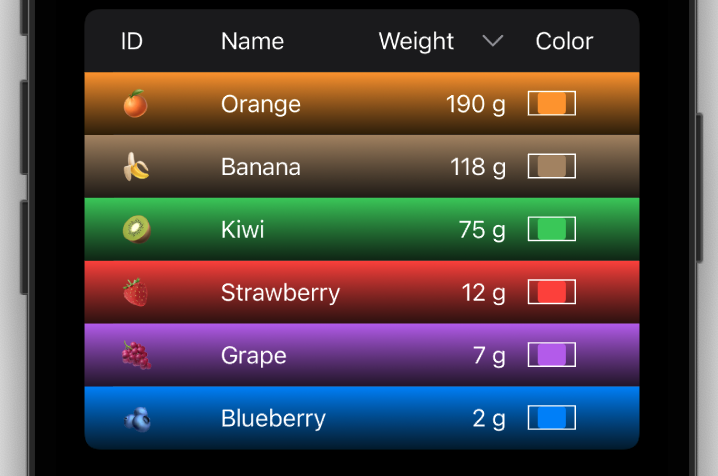 ID Name Weight Color
Orange 190 g
Banana 118 g
Kiwi 75 g
Strawberry 12 g
Grape 7 g
Blueberry 2 g